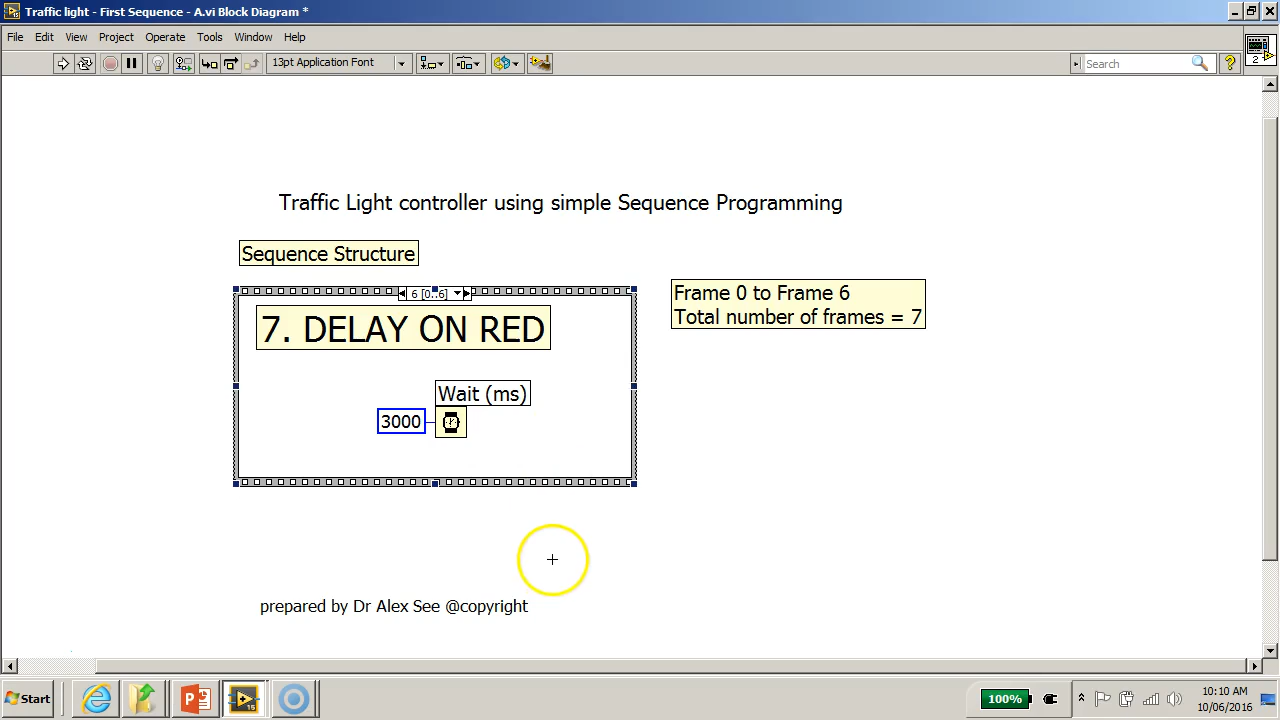 Traffic light - First Sequence - A.vi Block Diagram *
File Edit View Project Operate Tools Window Help
13pt Application Font
Search
?
2
Traffic Light controller using simple Sequence Programming
Sequence Structure
6 [0..6]
Frame 0 to Frame 6
Total number of frames = 7
7. DELAY ON RED
Wait (ms)
3000
prepared by Dr Alex See @copyright
Start
15
100%
10:10 AM
10/06/2016